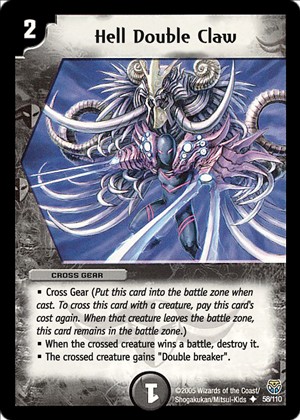 2
Hell Double Claw
CROSS GEAR
▪ Cross Gear (Put this card into the battle zone when
cast. To cross this card with a creature, pay this card's
cost again. When that creature leaves the battle zone,
this card remains in the battle zone.)
▪ When the crossed creature wins a battle, destroy it.
▪ The crossed creature gains "Double breaker".
1
©2005 Wizards of the Coast/
Shogakukan/Mitsui-Kids ♦ 58/110